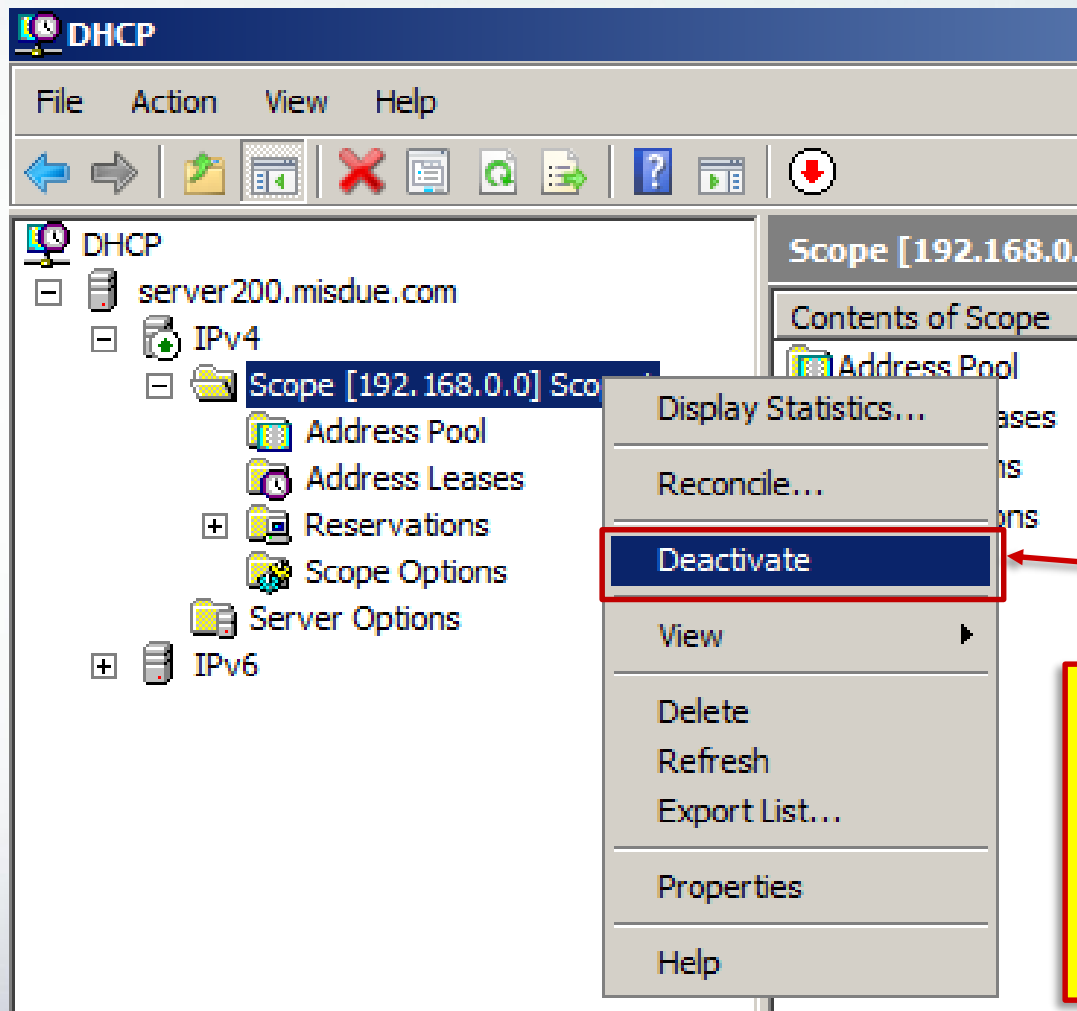 DHCP
File Action View Help
DHCP
server200.misdue.com
IPv4
Scope [192.168.0.0]
Address Pool
Address Leases
Reservations
Scope Options
Server Options
IPv6
Scope [192.168.0.
Contents of Scope
Address Pool
Display Statistics...
Reconcile...
Deactivate
View
Delete
Refresh
Export List...
Properties
Help